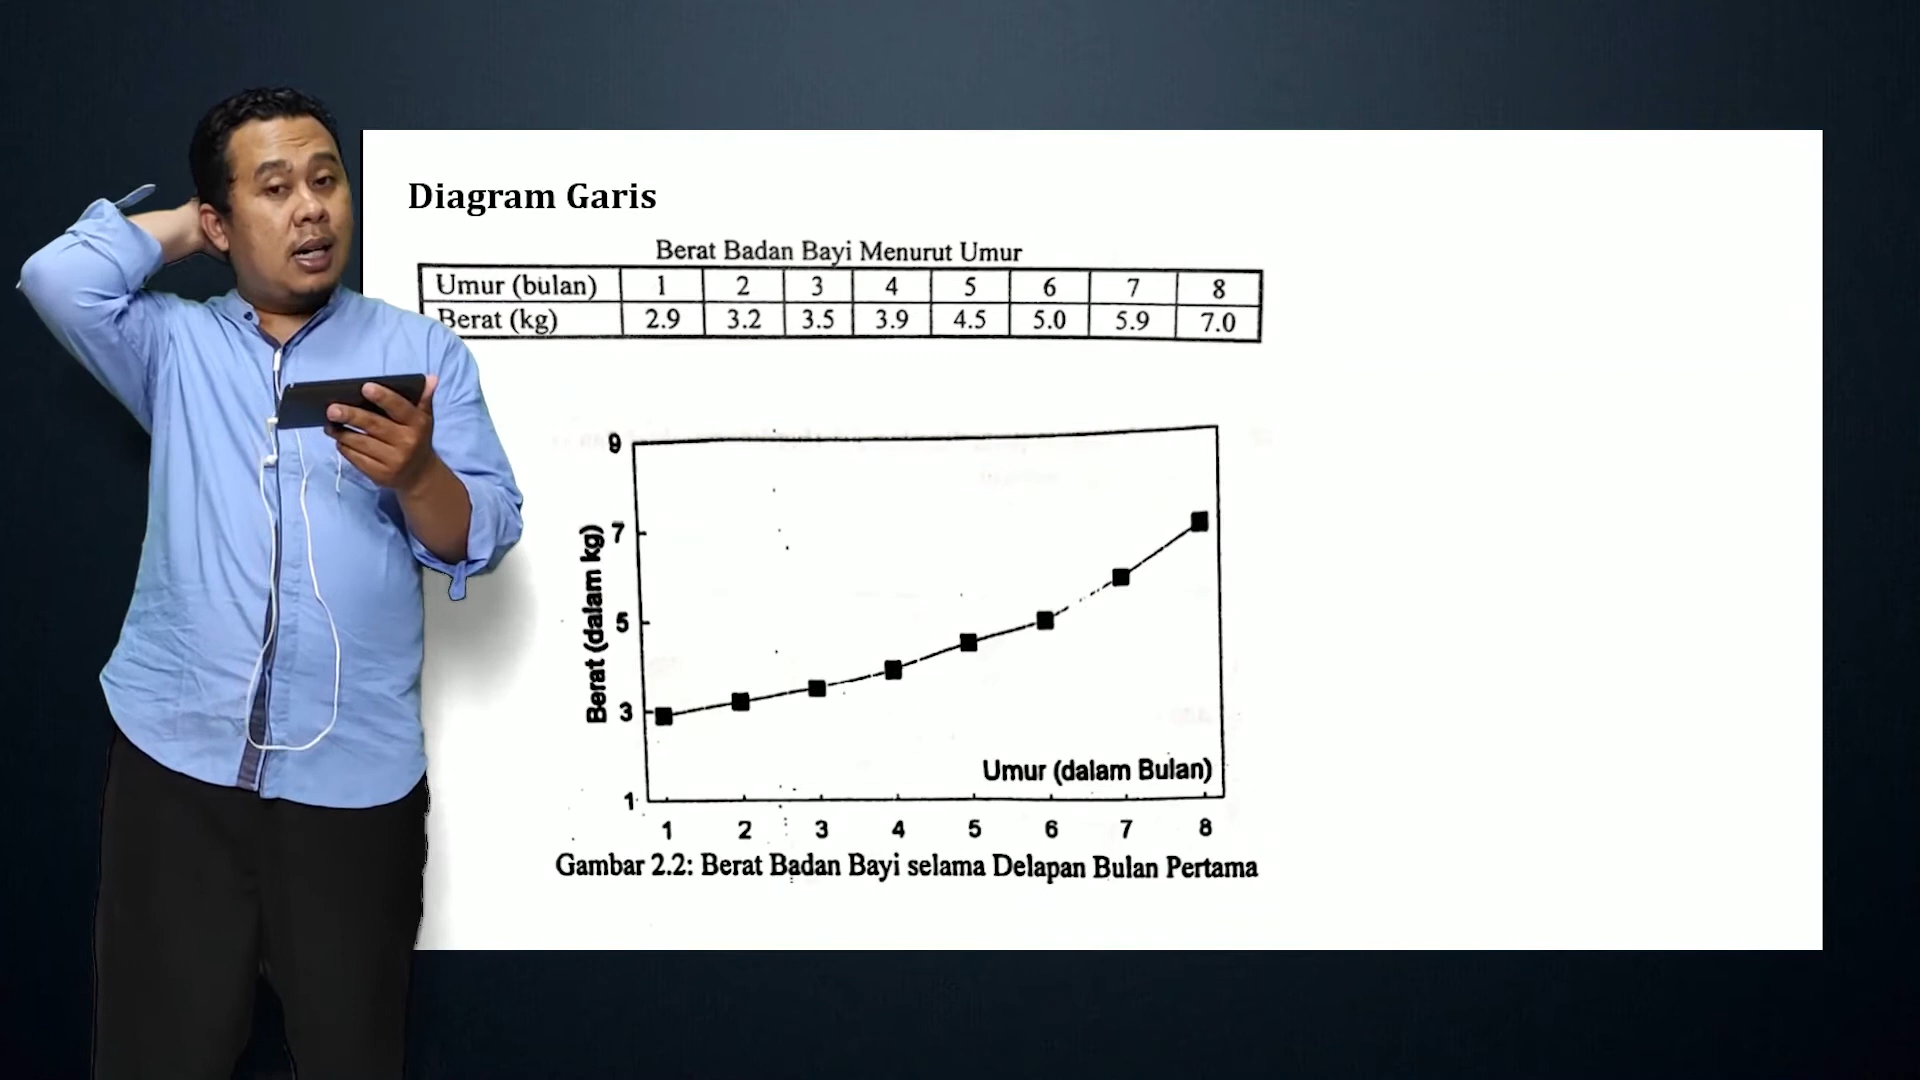 Diagram Garis
Berat Badan Bayi Menurut Umur
Umur (bulan) 1 2 3 4 5 6 7 8
Berat (kg) 2.9 3.2 3.5 3.9 4.5 5.0 5.9 7.0
9
7
5
3
1
Berat (dalam kg)
Umur (dalam Bulan)
1 2 3 4 5 6 7 8
Gambar 2.2: Berat Badan Bayi selama Delapan Bulan Pertama